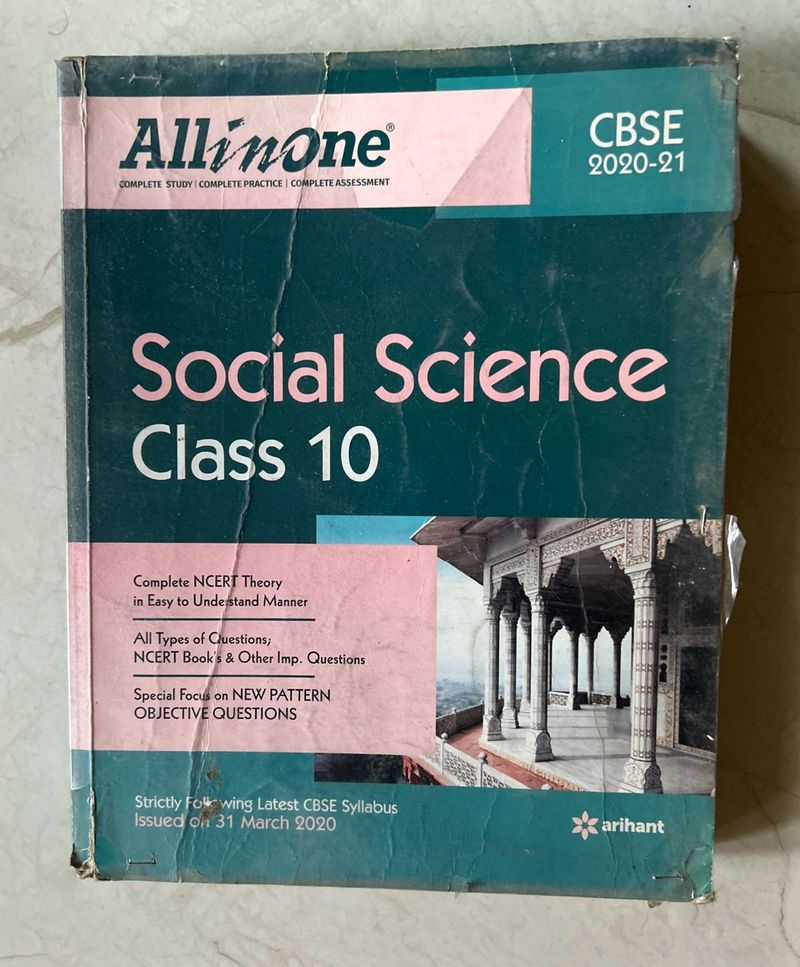 Allinone®
COMPLETE STUDY | COMPLETE PRACTICE | COMPLETE ASSESSMENT
CBSE
2020-21
Social Science
Class 10
Complete NCERT Theory
in Easy to Understand Manner
All Types of Questions;
NCERT Book's & Other Imp. Questions
Special Focus on NEW PATTERN
OBJECTIVE QUESTIONS
Strictly Following Latest CBSE Syllabus
Issued on 31 March 2020
arihant